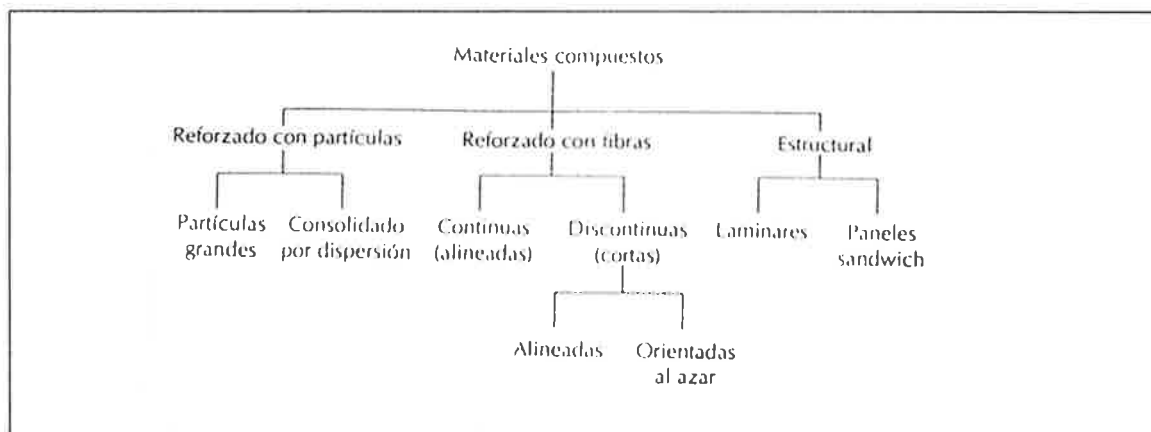 Materiales compuestos
Reforzado con partículas
Reforzado con fibras
Estructural
Partículas
grandes
Consolidado
por dispersión
Continuas
(alineadas)
Discontinuas
(cortas)
Laminares
Paneles
sandwich
Alineadas
Orientadas
al azar